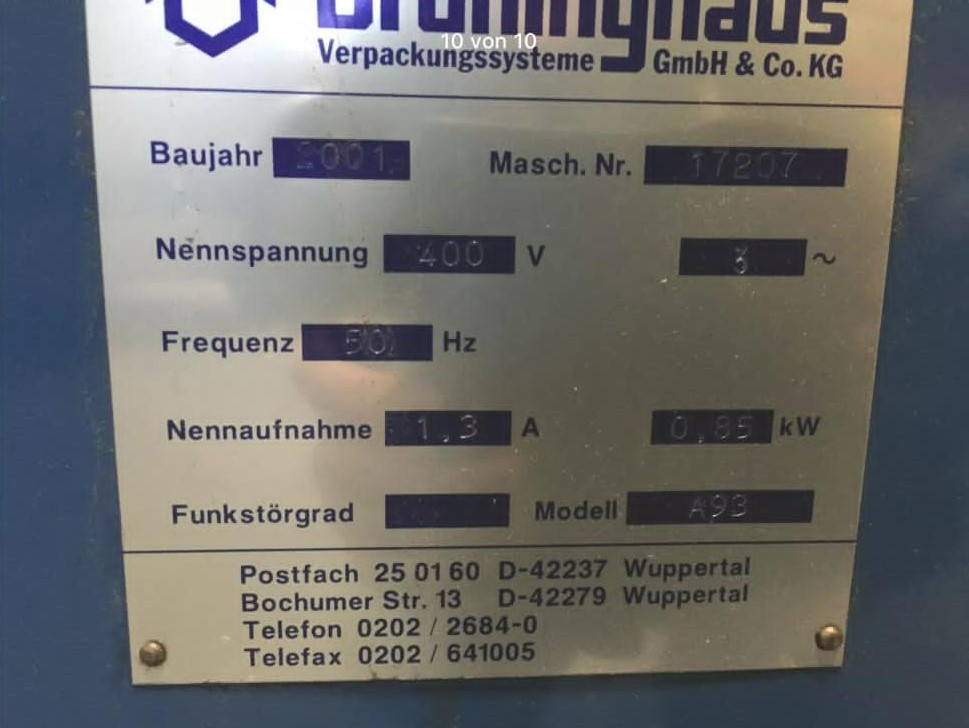 Brüninghaus
10 von 10
Verpackungssysteme GmbH & Co. KG
Baujahr 2001 Masch. Nr. 17207
Nennspannung 400 V 3 ~
Frequenz 50 Hz
Nennaufnahme 1,3 A 0,85 kW
Funkstörgrad Modell A93
Postfach 25 01 60 D-42237 Wuppertal
Bochumer Str. 13 D-42279 Wuppertal
Telefon 0202 / 2684-0
Telefax 0202 / 641005